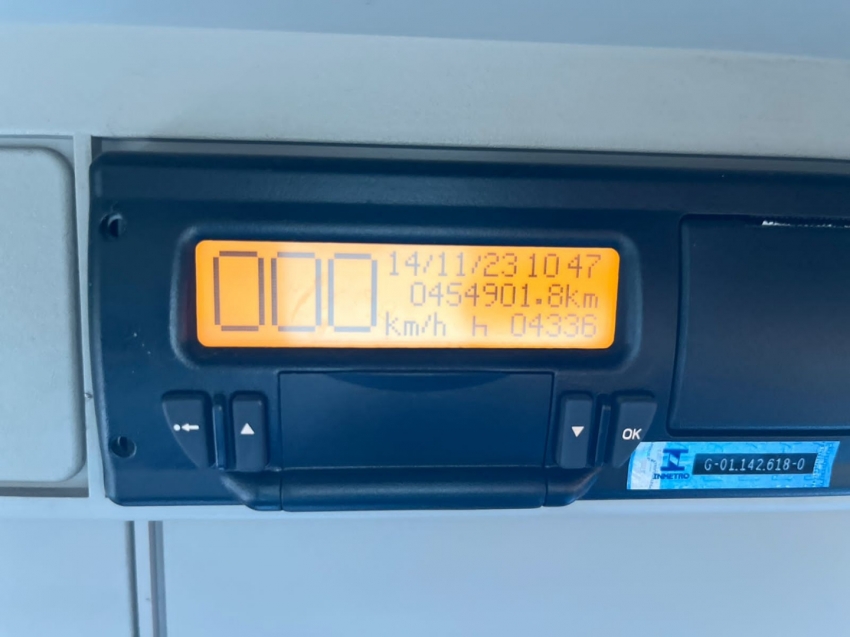 000
14/11/23 10 47
0454901.8km
km/h h 04336
OK
INMETRO
G-01.142.618-0